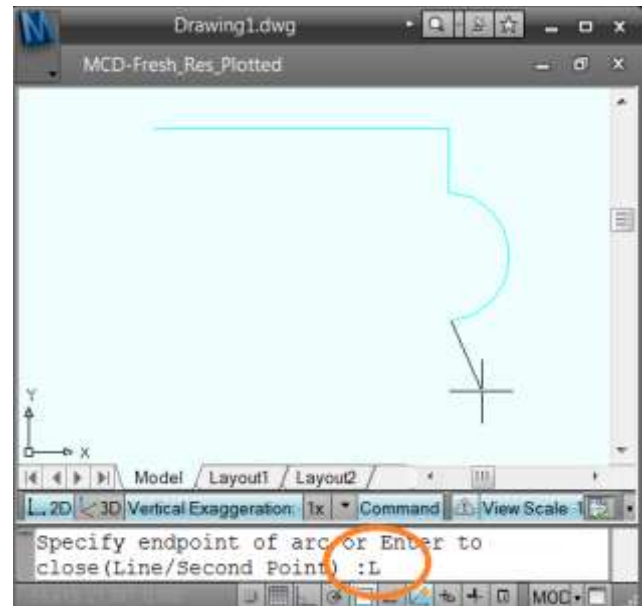 Drawing1.dwg
MCD-Fresh_Res_Plotted
Y
X
Model / Layout1 / Layout2 /
2D 3D Vertical Exaggeration: 1x Command View Scale 1
Specify endpoint of arc or Enter to
close(Line/Second Point) :L
MOD